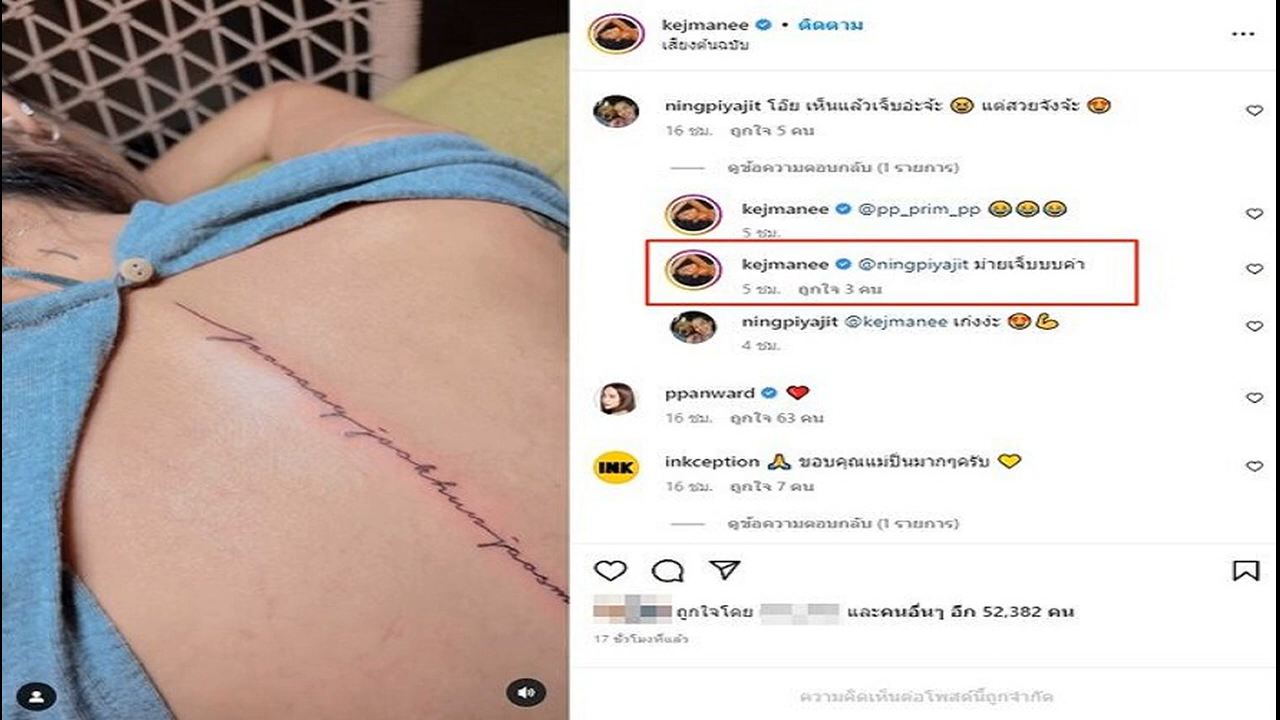 kejmanee • ติดตาม
เสียงต้นฉบับ
ningpiyajit โอ๊ย เห็นแล้วเจ็บอ่ะจ้ะ 😆 แต่สวยจังจ้ะ 😍
16 ชม. ถูกใจ 5 คน
ดูข้อความตอบกลับ (1 รายการ)
kejmanee @pp_prim_pp 😂😂😂
5 ชม.
kejmanee @ningpiyajit ม่ายเจ็บบบค่า
5 ชม. ถูกใจ 3 คน
ningpiyajit @kejmanee เก่งง่ะ 😍💪
4 ชม.
ppanward ❤️
16 ชม. ถูกใจ 63 คน
INK
inkception 🙏 ขอบคุณแม่ปิ่นมากๆครับ 💛
16 ชม. ถูกใจ 7 คน
ดูข้อความตอบกลับ (1 รายการ)
ถูกใจโดย และคนอื่นๆ อีก 52,382 คน
17 ชั่วโมงที่แล้ว
ความคิดเห็นต่อโพสต์นี้ถูกจำกัด